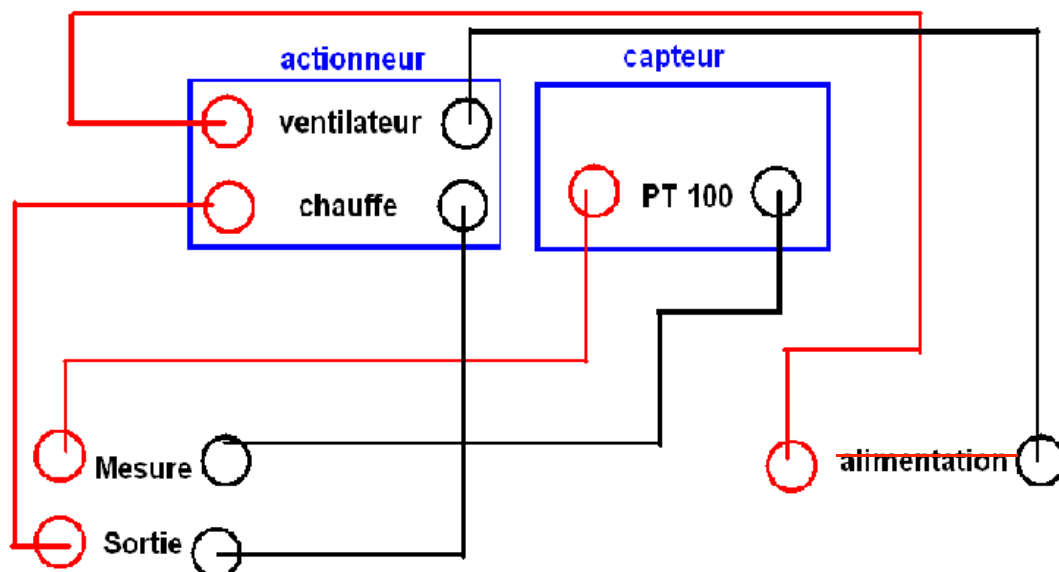 actionneur
capteur
ventilateur
chauffe
PT 100
Mesure
alimentation
Sortie